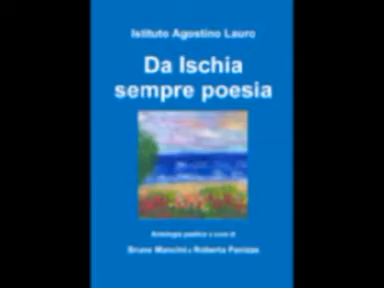 Istituto Agostino Lauro
Da Ischia
sempre poesia
Antologia poetica a cura di
Bruno Mancini e Roberta Panizza